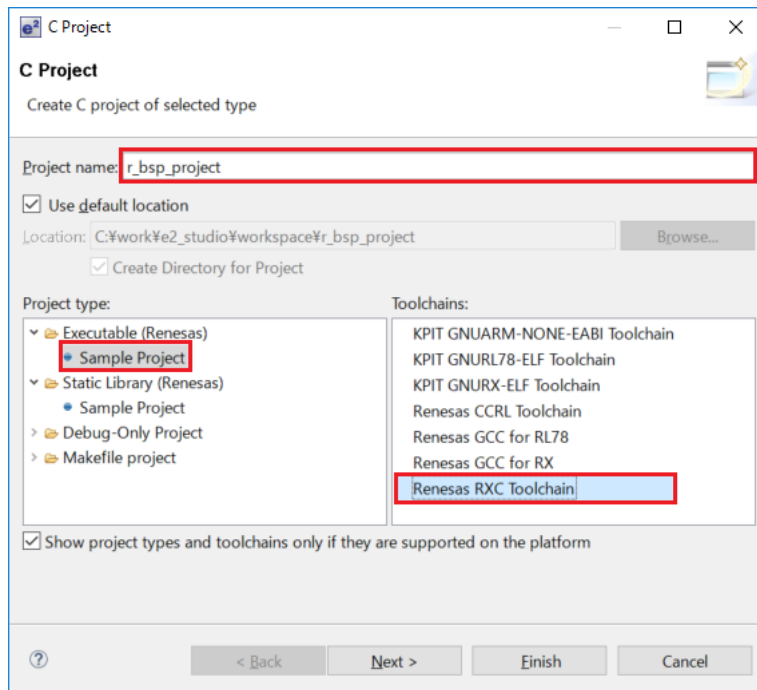 e² C Project
C Project
Create C project of selected type
Project name: r_bsp_project
Use default location
Location: C:¥work¥e2_studio¥workspace¥r_bsp_project Browse...
Create Directory for Project
Project type:
Executable (Renesas)
Sample Project
Static Library (Renesas)
Sample Project
Debug-Only Project
Makefile project
Toolchains:
KPIT GNUARM-NONE-EABI Toolchain
KPIT GNURL78-ELF Toolchain
KPIT GNURX-ELF Toolchain
Renesas CCRL Toolchain
Renesas GCC for RL78
Renesas GCC for RX
Renesas RXC Toolchain
Show project types and toolchains only if they are supported on the platform
? < Back Next > Finish Cancel